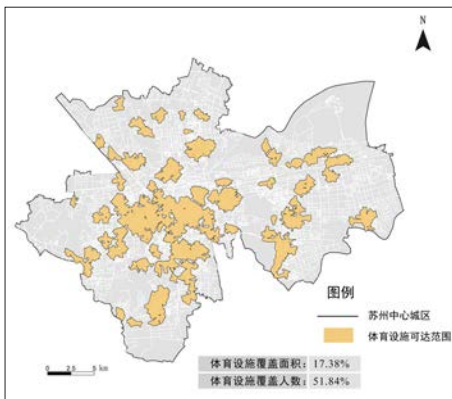 N
图例
苏州中心城区
体育设施可达范围
0 2.5 5 km
体育设施覆盖面积: 17.38%
体育设施覆盖人数: 51.84%